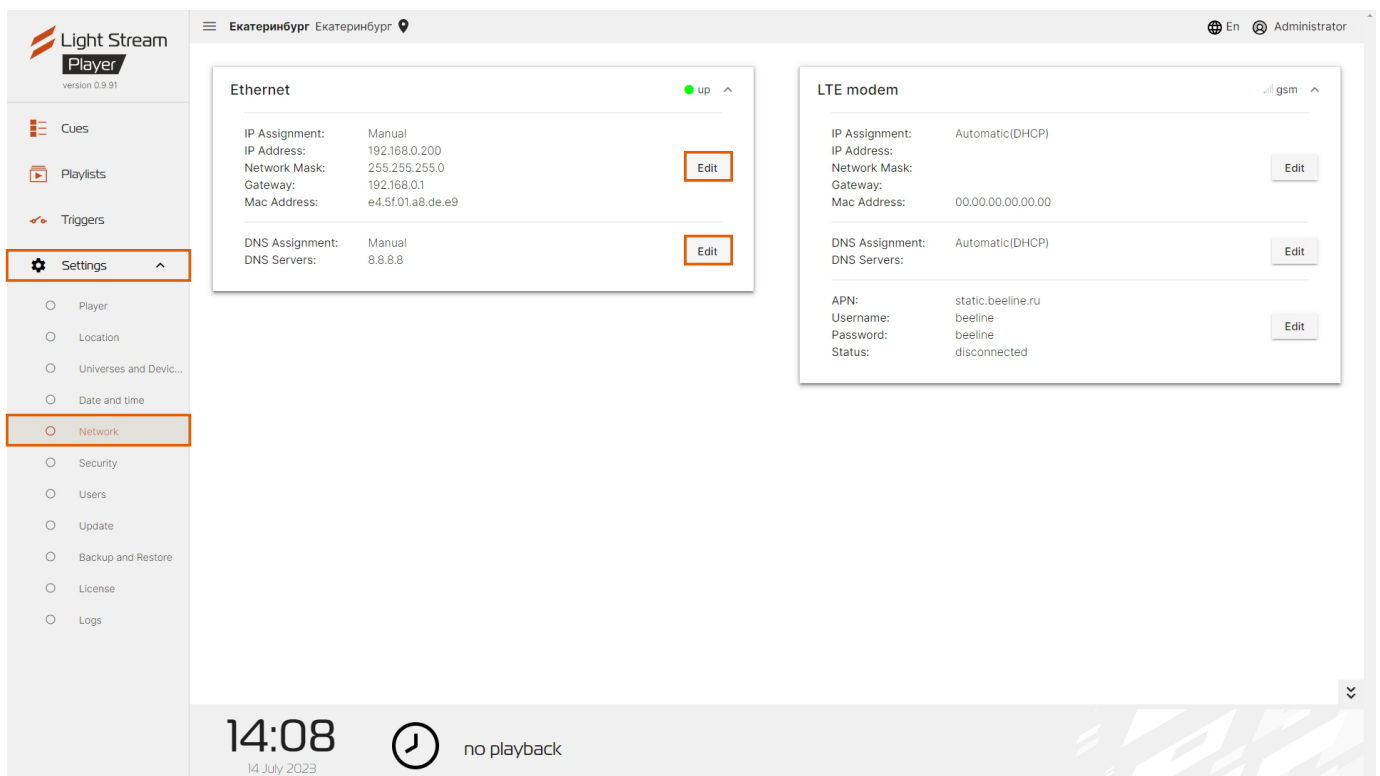 Light Stream
Player
version 0.9.91
Cues
Playlists
Triggers
Settings
Player
Location
Universes and Devic...
Date and time
Network
Security
Users
Update
Backup and Restore
License
Logs
Екатеринбург Екатеринбург
En Administrator
Ethernet up
IP Assignment: Manual
IP Address: 192.168.0.200
Network Mask: 255.255.255.0
Gateway: 192.168.0.1
Mac Address: e4.5f.01.a8.de.e9
Edit
DNS Assignment: Manual
DNS Servers: 8.8.8.8
Edit
LTE modem gsm
IP Assignment: Automatic(DHCP)
IP Address:
Network Mask:
Gateway:
Mac Address: 00.00.00.00.00.00
Edit
DNS Assignment: Automatic(DHCP)
DNS Servers:
Edit
APN: static.beeline.ru
Username: beeline
Password: beeline
Status: disconnected
Edit
14:08
14 July 2023
no playback